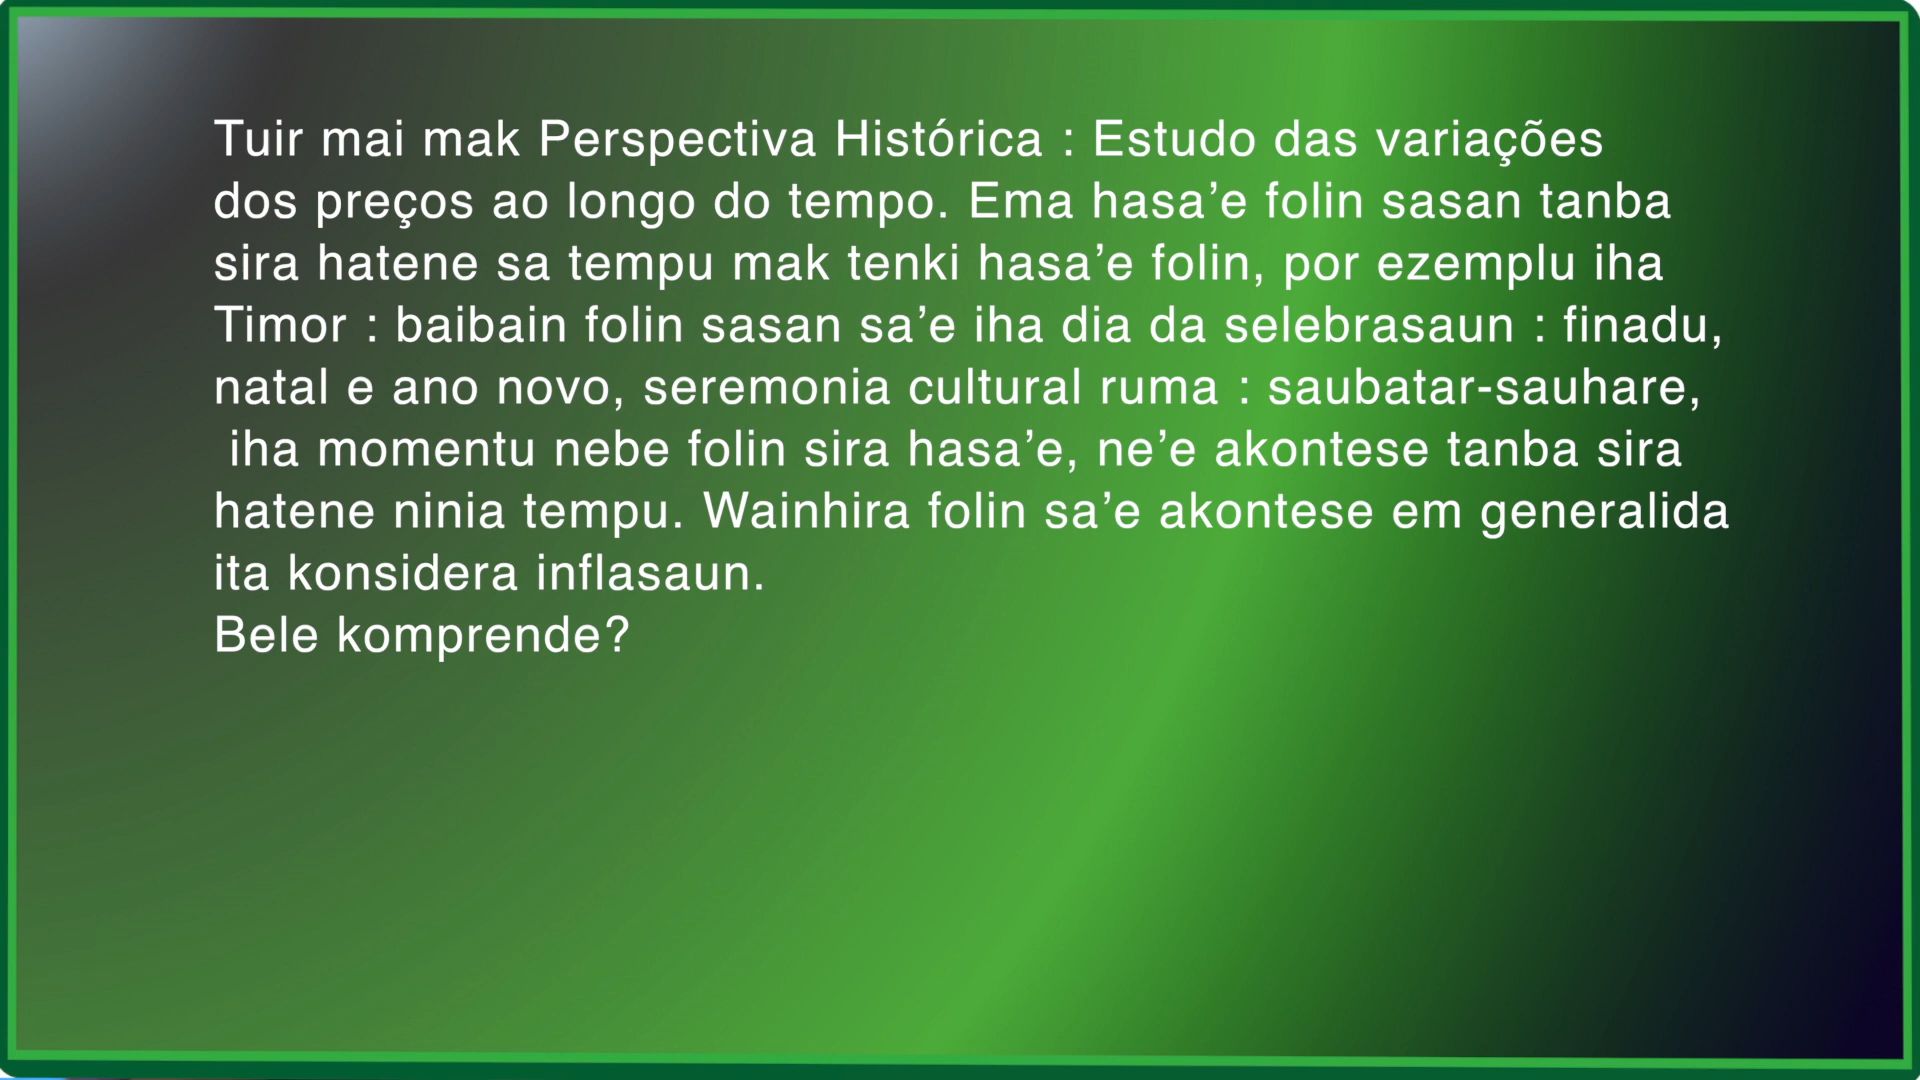 Tuir mai mak Perspectiva Histórica : Estudo das variações
dos preços ao longo do tempo. Ema hasa’e folin sasan tanba
sira hatene sa tempu mak tenki hasa’e folin, por ezemplu iha
Timor : baibain folin sasan sa’e iha dia da selebrasaun : finadu,
natal e ano novo, seremonia cultural ruma : saubatar-sauhare,
iha momentu nebe folin sira hasa’e, ne’e akontese tanba sira
hatene ninia tempu. Wainhira folin sa’e akontese em generalida
ita konsidera inflasaun.
Bele komprende?